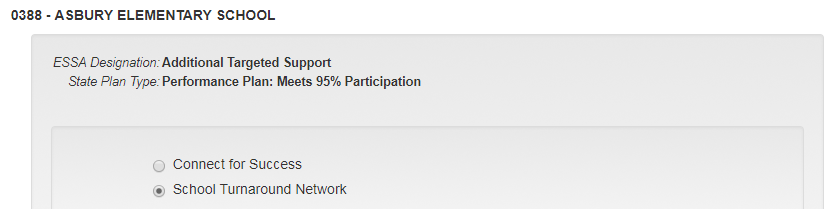 0388 - ASBURY ELEMENTARY SCHOOL
ESSA Designation: Additional Targeted Support
State Plan Type: Performance Plan: Meets 95% Participation
Connect for Success
School Turnaround Network